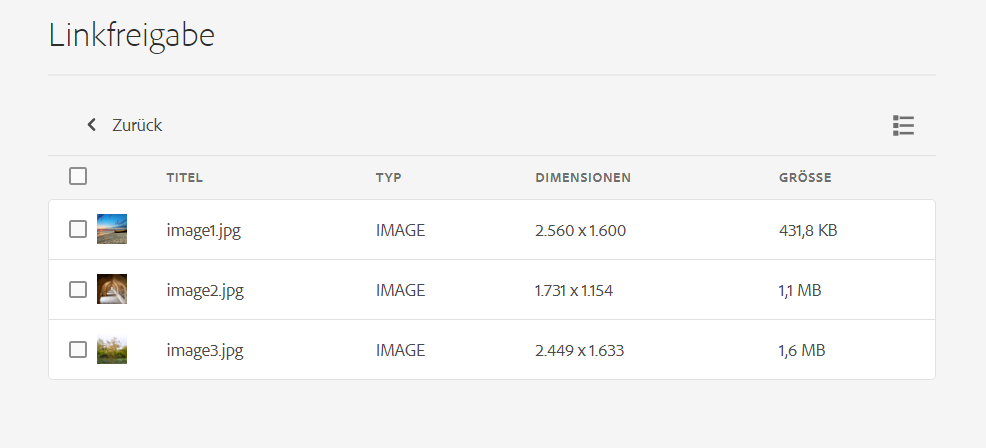 Linkfreigabe
Zurück
TITEL TYP DIMENSIONEN GRÖSSE
image1.jpg IMAGE 2.560 x 1.600 431,8 KB
image2.jpg IMAGE 1.731 x 1.154 1,1 MB
image3.jpg IMAGE 2.449 x 1.633 1,6 MB